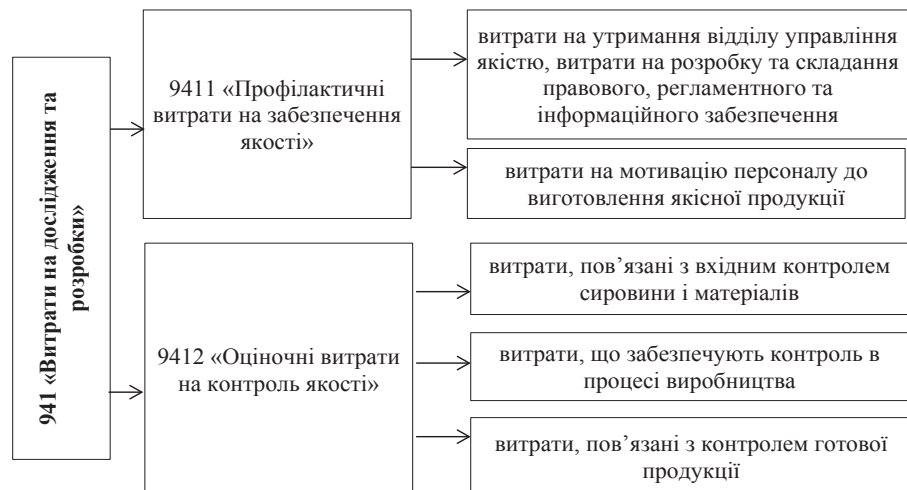 941 «Витрати на дослідження та
розробки»
9411 «Профілактичні
витрати на забезпечення
якості»
витрати на утримання відділу управління
якістю, витрати на розробку та складання
правового, регламентного та
інформаційного забезпечення
витрати на мотивацію персоналу до
виготовлення якісної продукції
9412 «Оціночні витрати
на контроль якості»
витрати, пов’язані з вхідним контролем
сировини і матеріалів
витрати, що забезпечують контроль в
процесі виробництва
витрати, пов’язані з контролем готової
продукції